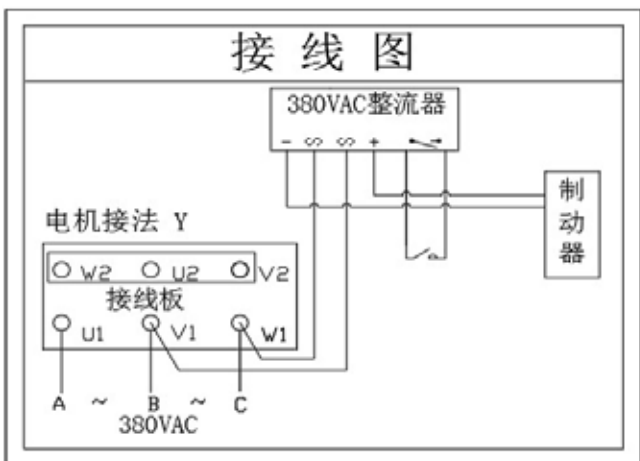 接线图
380VAC整流器
- ∽ ∽ +
制动器
电机接法 Y
W2 U2 V2
接线板
U1 V1 W1
A ~ B ~ C
380VAC